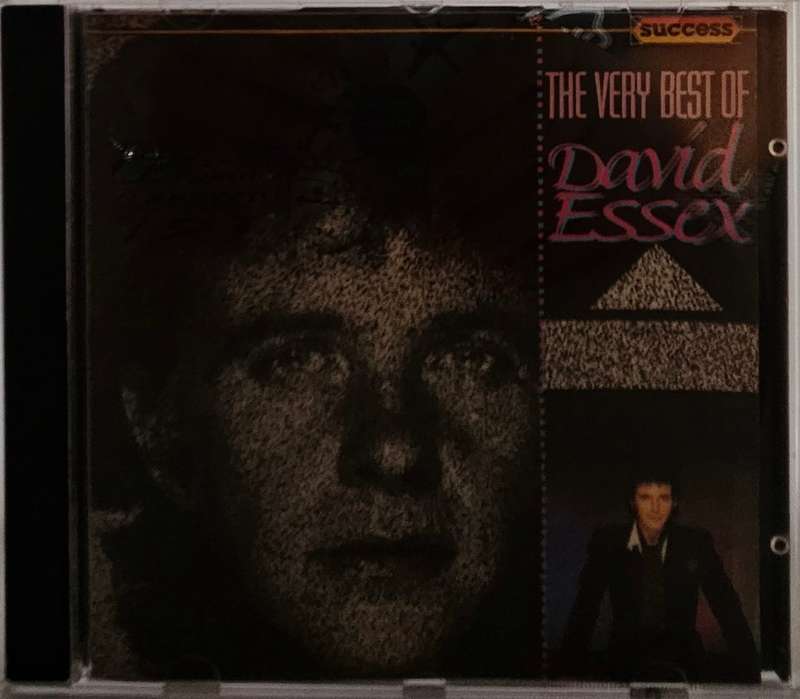 success
THE VERY BEST OF
David
Essex